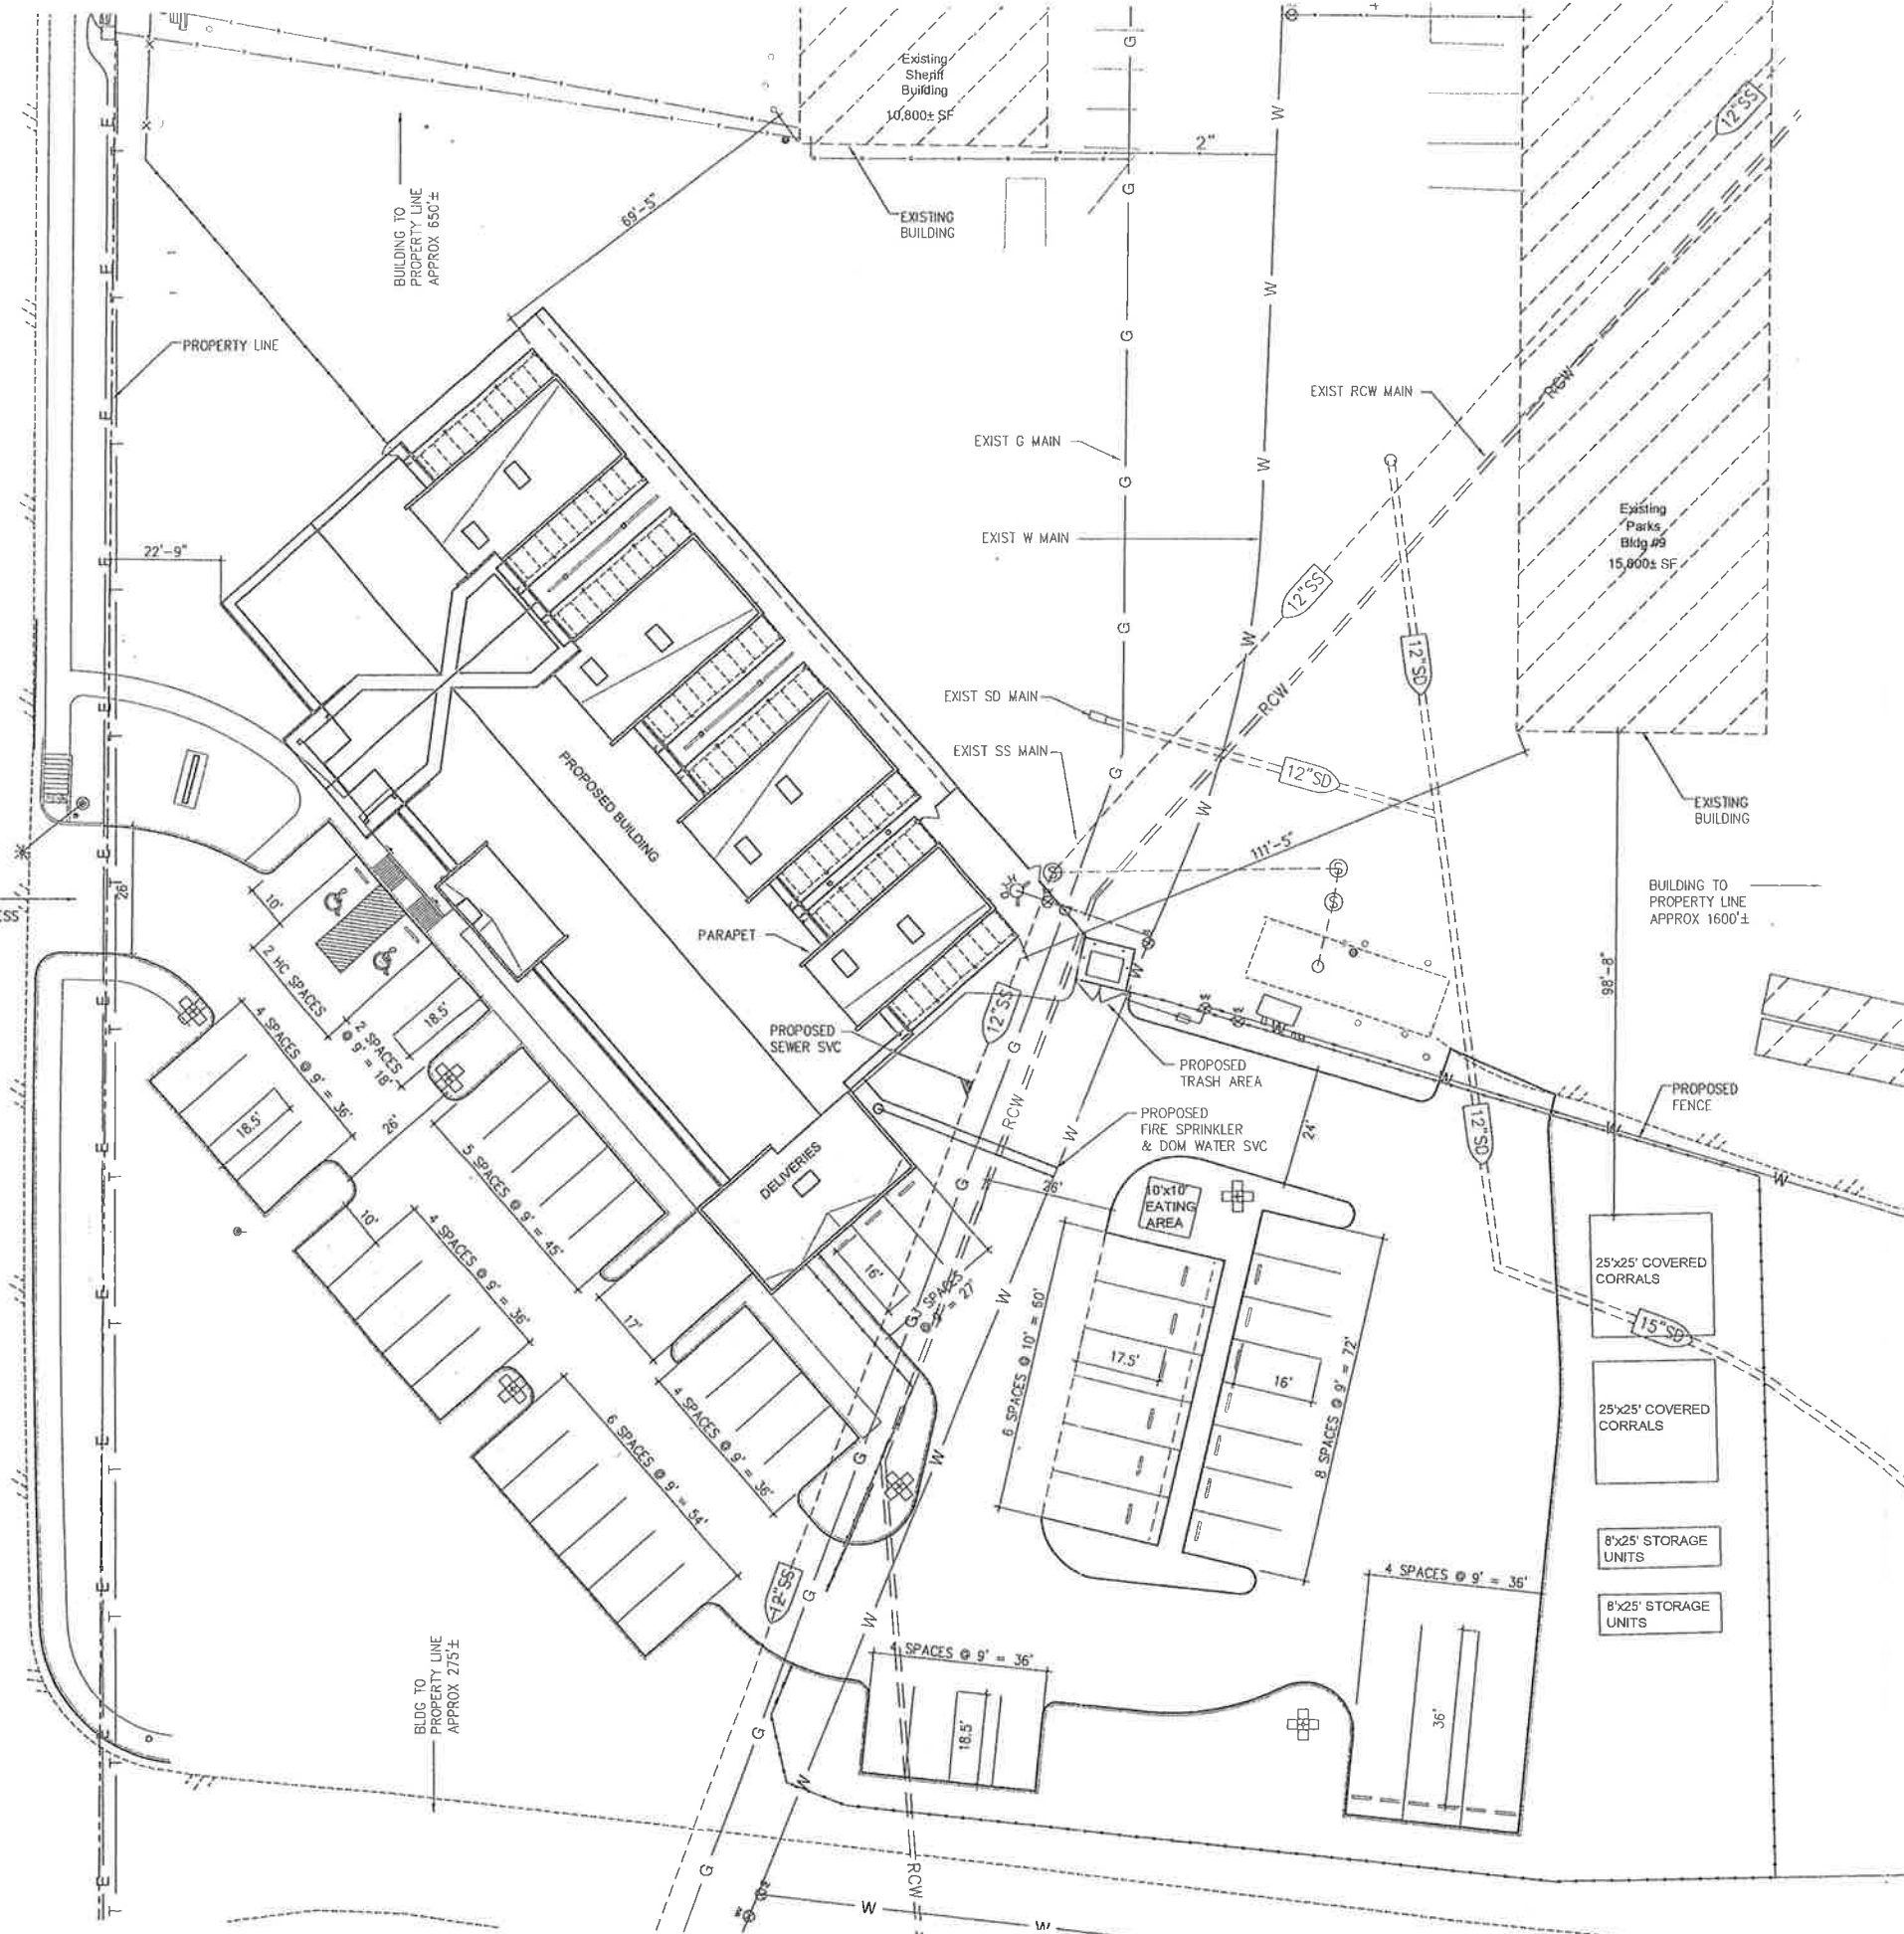 Existing
Sheriff
Building
10,800± SF
12"SS
2"
G
W
E
BUILDING TO
PROPERTY LINE
APPROX 650'±
69'-5"
EXISTING
BUILDING
PROPERTY LINE
EXIST RCW MAIN
RCW
EXIST G MAIN
EXIST W MAIN
Existing
Parks
Bldg #9
15,800± SF
22'-9"
12"SS
12"SD
EXIST SD MAIN
RCW
EXIST SS MAIN
12"SD
PROPOSED BUILDING
111'-5"
EXISTING
BUILDING
26'
10'
BUILDING TO
PROPERTY LINE
APPROX 1600'±
PARAPET
2 HC SPACES
98'-8"
4 SPACES @ 9' = 36'
2 SPACES
@ 9' = 18'
18.5'
12"SS
PROPOSED
SEWER SVC
PROPOSED
TRASH AREA
PROPOSED
FENCE
18.5'
26'
RCW
PROPOSED
FIRE SPRINKLER
& DOM WATER SVC
24'
12"SD
5 SPACES @ 9' = 45'
DELIVERIES
26'
10'x10'
EATING
AREA
10'
4 SPACES @ 9' = 36'
16'
3 SPACES
@ 9' = 27'
25'x25' COVERED
CORRALS
17'
6 SPACES @ 10' = 60'
17.5'
16'
8 SPACES @ 9' = 72'
15"SD
4 SPACES @ 9' = 36'
25'x25' COVERED
CORRALS
6 SPACES @ 9' = 54'
8'x25' STORAGE
UNITS
12"SS
4 SPACES @ 9' = 36'
8'x25' STORAGE
UNITS
BLDG TO
PROPERTY LINE
APPROX 275'±
4 SPACES @ 9' = 36'
18.5'
36'
RCW
W
W